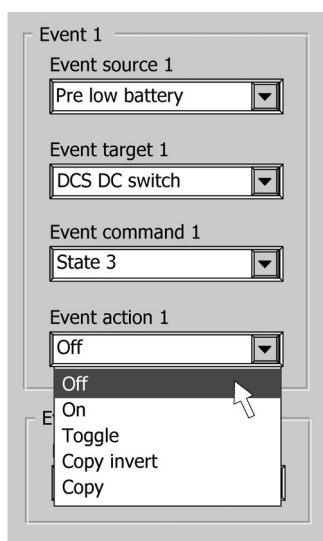 Event 1
Event source 1
Pre low battery
Event target 1
DCS DC switch
Event command 1
State 3
Event action 1
Off
Off
On
Toggle
Copy invert
Copy